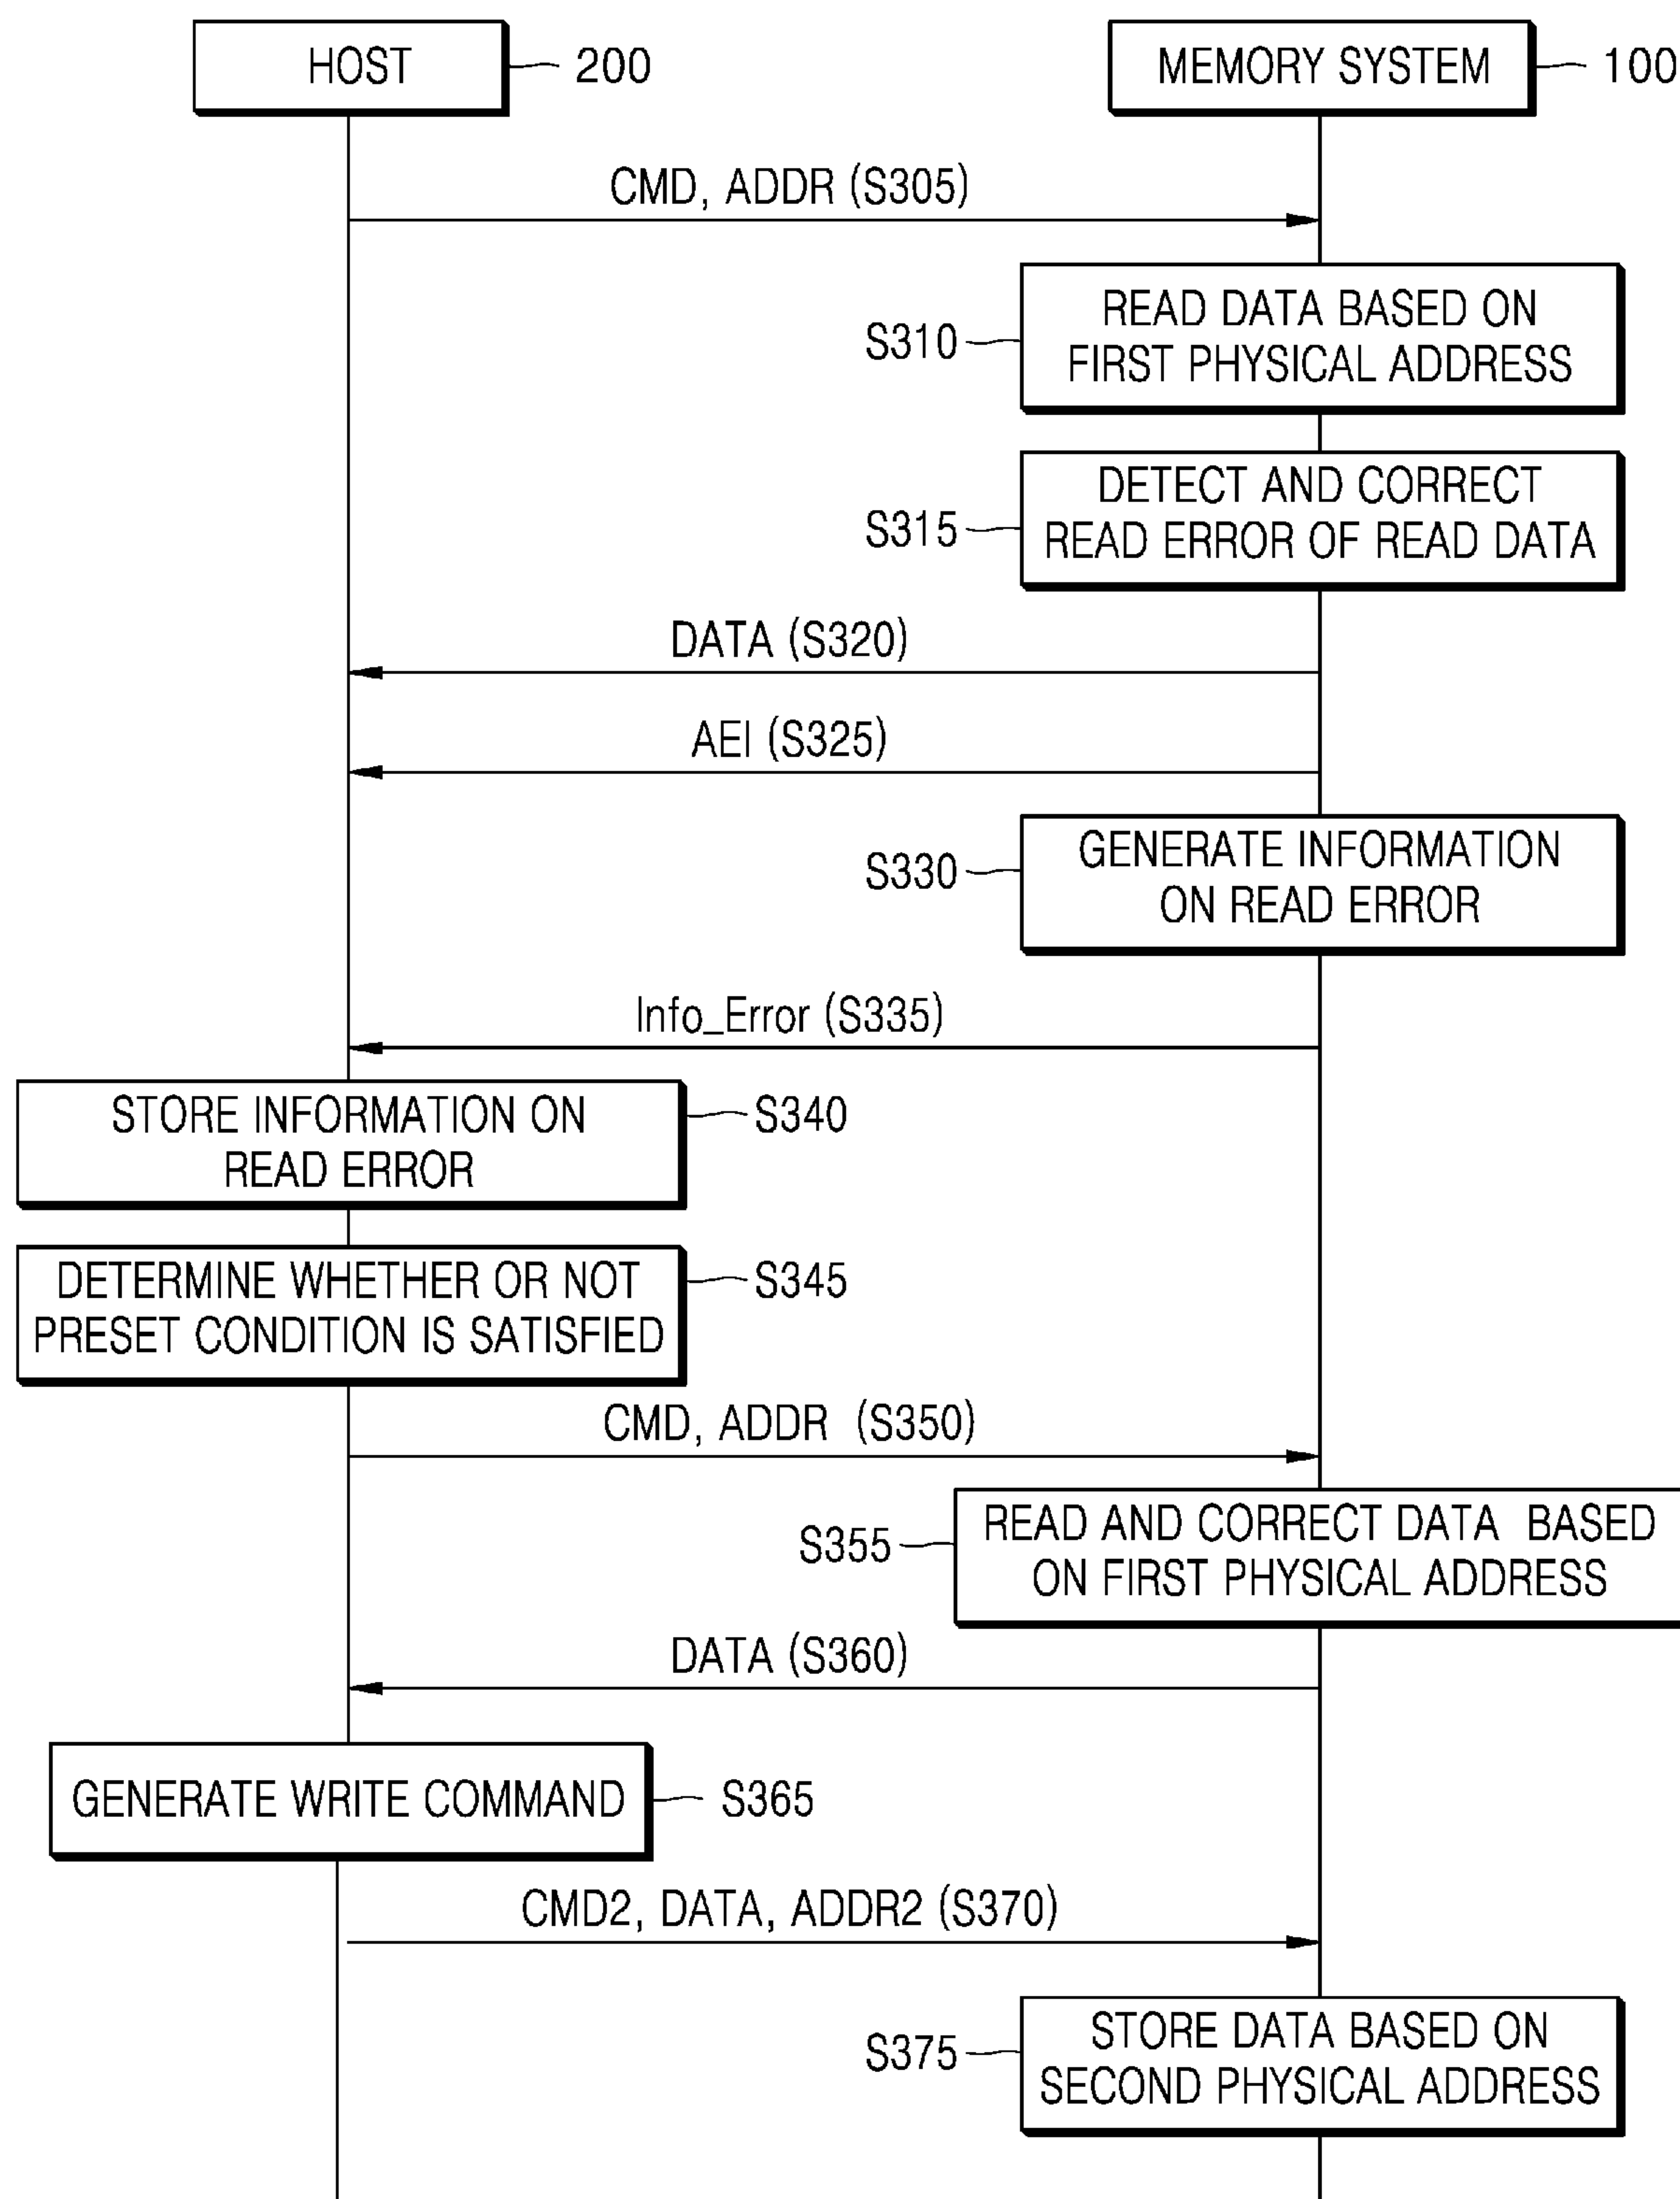 HOST
200
MEMORY SYSTEM
100
CMD, ADDR (S305)
READ DATA BASED ON
FIRST PHYSICAL ADDRESS
S310
DETECT AND CORRECT
READ ERROR OF READ DATA
S315
DATA (S320)
AEI (S325)
GENERATE INFORMATION
ON READ ERROR
S330
Info_Error (S335)
STORE INFORMATION ON
READ ERROR
S340
DETERMINE WHETHER OR NOT
PRESET CONDITION IS SATISFIED
S345
CMD, ADDR (S350)
READ AND CORRECT DATA BASED
ON FIRST PHYSICAL ADDRESS
S355
DATA (S360)
GENERATE WRITE COMMAND
S365
CMD2, DATA, ADDR2 (S370)
STORE DATA BASED ON
SECOND PHYSICAL ADDRESS
S375